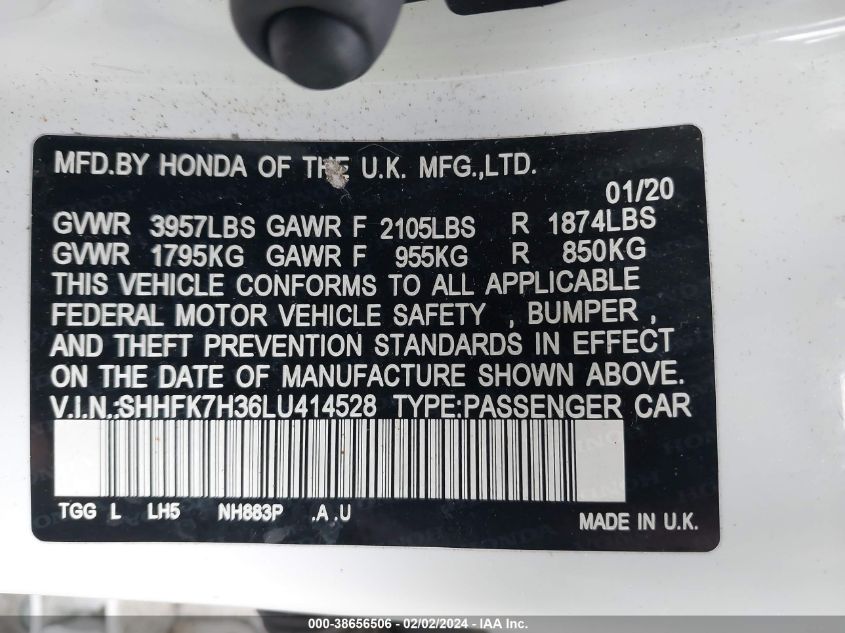 MFD.BY HONDA OF THE U.K. MFG.,LTD.
01/20
GVWR 3957LBS GAWR F 2105LBS R 1874LBS
GVWR 1795KG GAWR F 955KG R 850KG
THIS VEHICLE CONFORMS TO ALL APPLICABLE
FEDERAL MOTOR VEHICLE SAFETY , BUMPER ,
AND THEFT PREVENTION STANDARDS IN EFFECT
ON THE DATE OF MANUFACTURE SHOWN ABOVE.
V.I.N.:SHHFK7H36LU414528 TYPE:PASSENGER CAR
TGG L LH5 NH883P .A .U
MADE IN U.K.
000-38656506 - 02/02/2024 - IAA Inc.